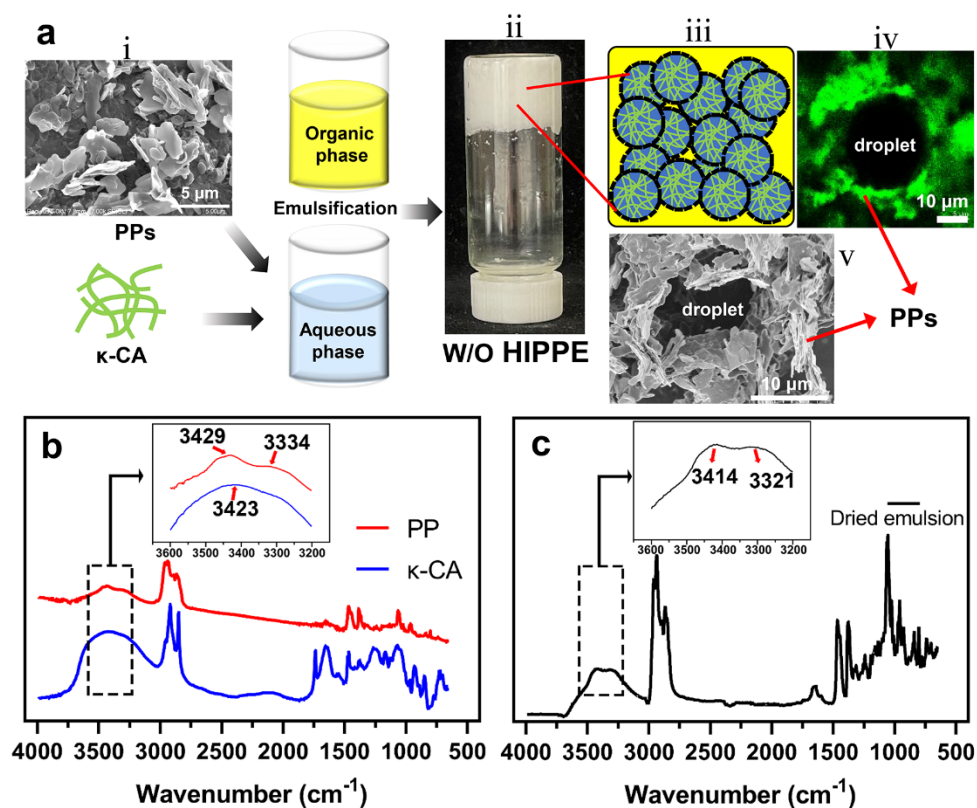 a
i
ii
iii
iv
5 μm
PPs
κ-CA
Organic
phase
Emulsification
Aqueous
phase
W/O HIPPE
droplet
10 μm
v
droplet
10 μm
PPs
b
3429
3334
3423
3600 3500 3400 3300 3200
PP
κ-CA
4000 3500 3000 2500 2000 1500 1000 500
Wavenumber (cm⁻¹)
c
3414
3321
3600 3500 3400 3300 3200
Dried emulsion
4000 3500 3000 2500 2000 1500 1000 500
Wavenumber (cm⁻¹)